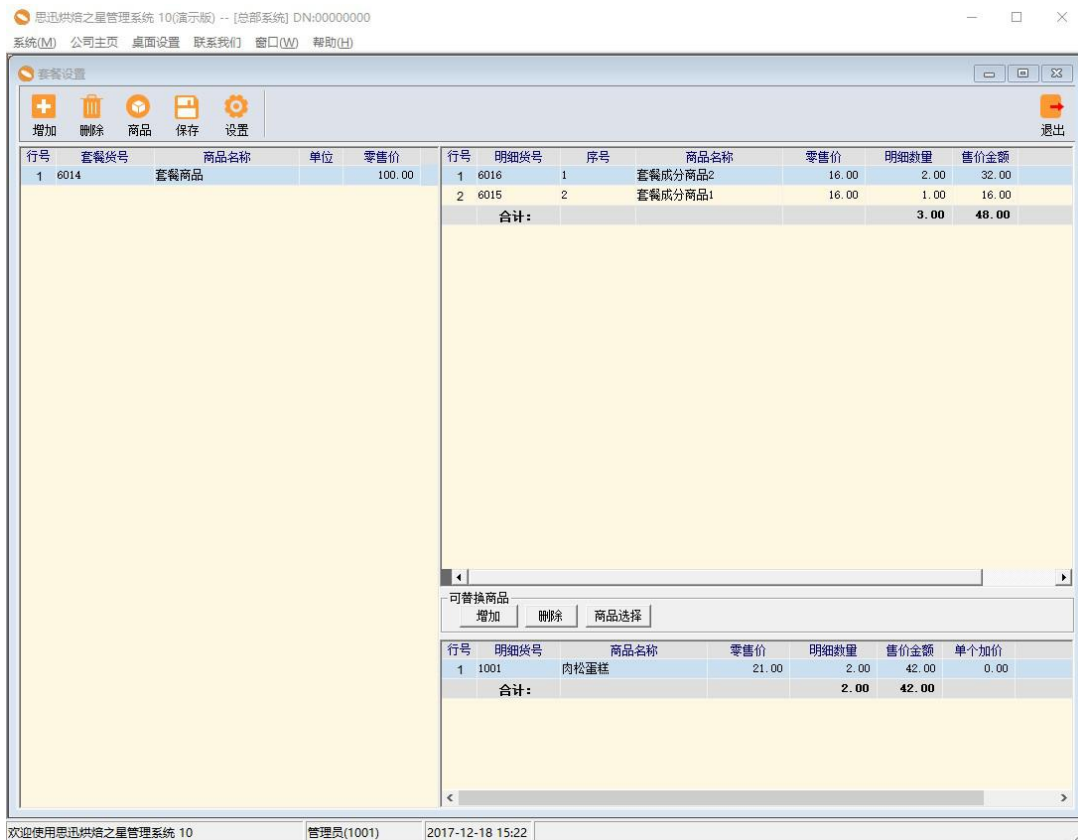 思迅烘焙之星管理系统 10(演示版) -- [总部系统] DN:00000000
系统(M) 公司主页 桌面设置 联系我们 窗口(W) 帮助(H)
套餐设置
增加 删除 商品 保存 设置 退出
行号 套餐货号 商品名称 单位 零售价
1 6014 套餐商品 100.00
行号 明细货号 序号 商品名称 零售价 明细数量 售价金额
1 6016 1 套餐成分商品2 16.00 2.00 32.00
2 6015 2 套餐成分商品1 16.00 1.00 16.00
合计: 3.00 48.00
可替换商品
增加 删除 商品选择
行号 明细货号 商品名称 零售价 明细数量 售价金额 单个加价
1 1001 肉松蛋糕 21.00 2.00 42.00 0.00
合计: 2.00 42.00
欢迎使用思迅烘焙之星管理系统 10 管理员(1001) 2017-12-18 15:22